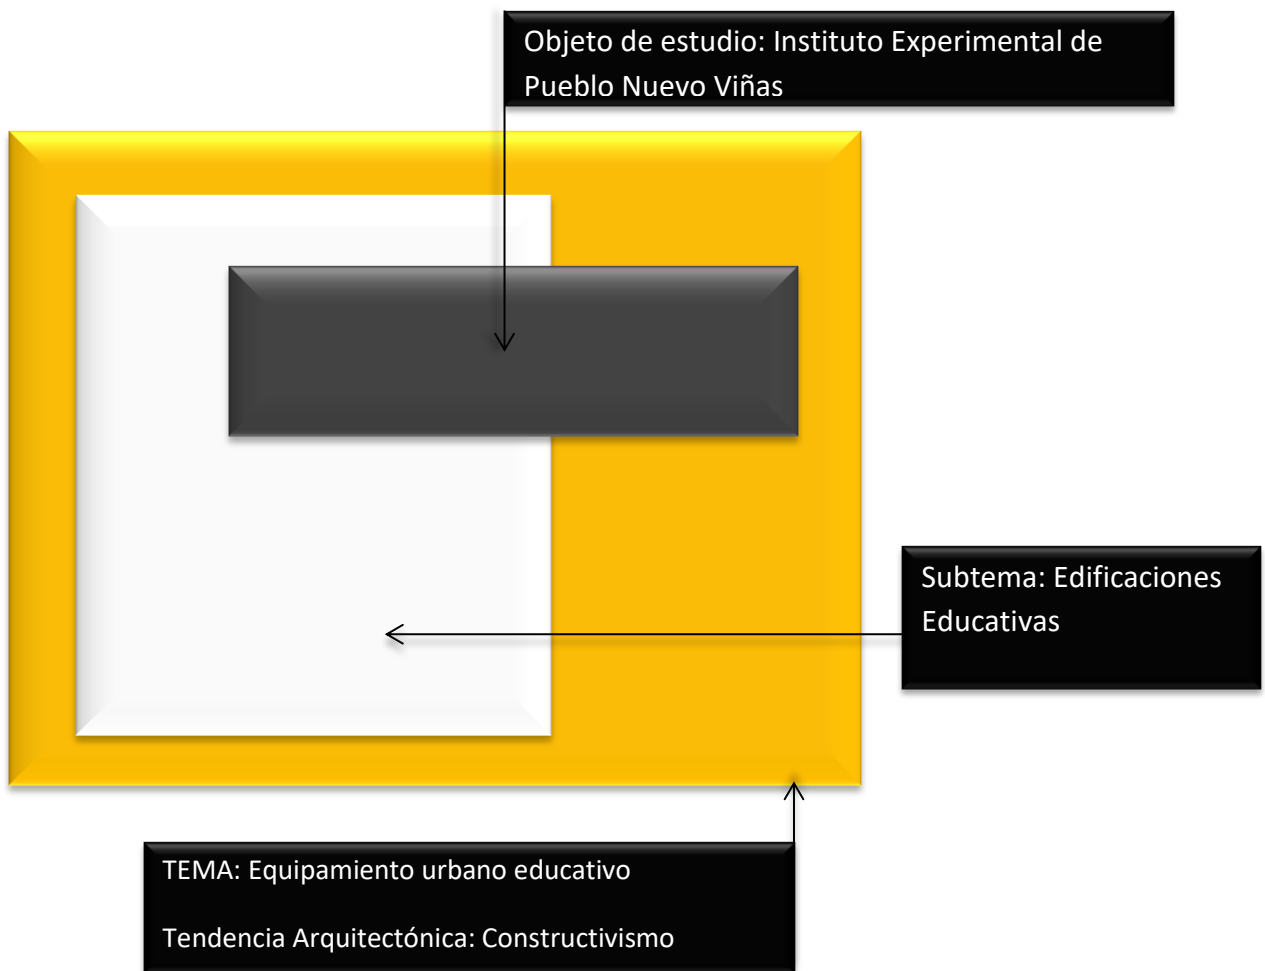 Objeto de estudio: Instituto Experimental de
Pueblo Nuevo Viñas
Subtema: Edificaciones
Educativas
TEMA: Equipamiento urbano educativo
Tendencia Arquitectónica: Constructivismo